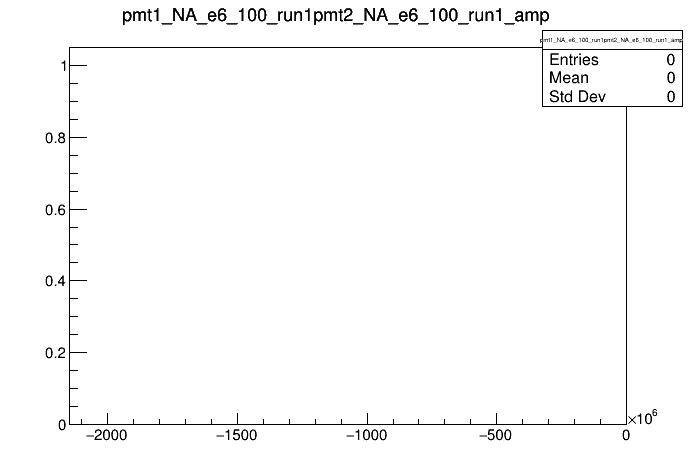 pmt1_NA_e6_100_run1pmt2_NA_e6_100_run1_amp
pmt1_NA_e6_100_run1pmt2_NA_e6_100_run1_amp
Entries 0
Mean 0
Std Dev 0
1
0.8
0.6
0.4
0.2
0
−2000 −1500 −1000 −500 0
×10⁶